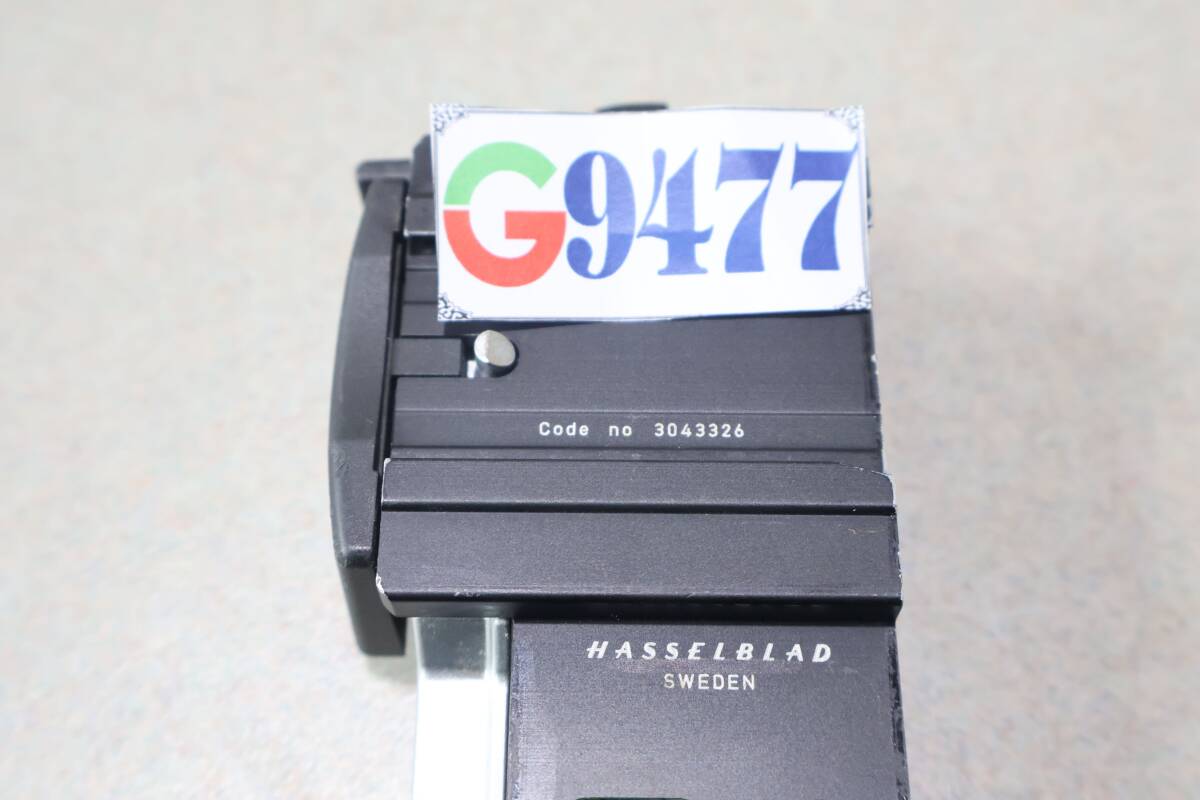 G9477
Code no 3043326
HASSELBLAD
SWEDEN